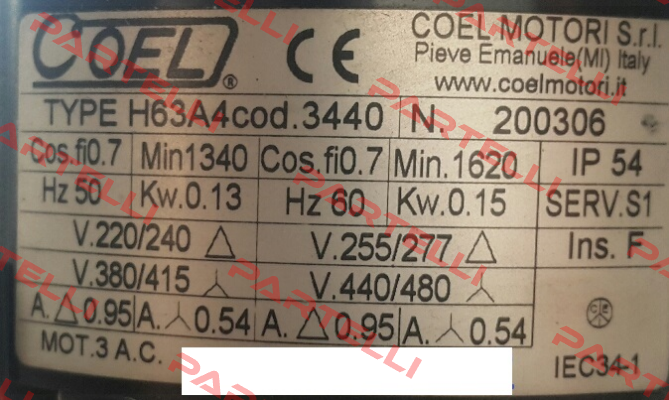 COEL® CE COEL MOTORI S.r.l.
Pieve Emanuele(MI) Italy
www.coelmotori.it
TYPE H63A4cod.3440 N. 200306
Cos.fi0.7 Min1340 Cos.fi0.7 Min.1620 IP 54
Hz 50 Kw.0.13 Hz 60 Kw.0.15 SERV.S1
V.220/240 △ V.255/277 △ Ins. F
V.380/415 ⅄ V.440/480 ⅄
A. △ 0.95 A. ⅄ 0.54 A. △ 0.95 A. ⅄ 0.54
MOT.3 A.C. IEC34-1
PARTELLI